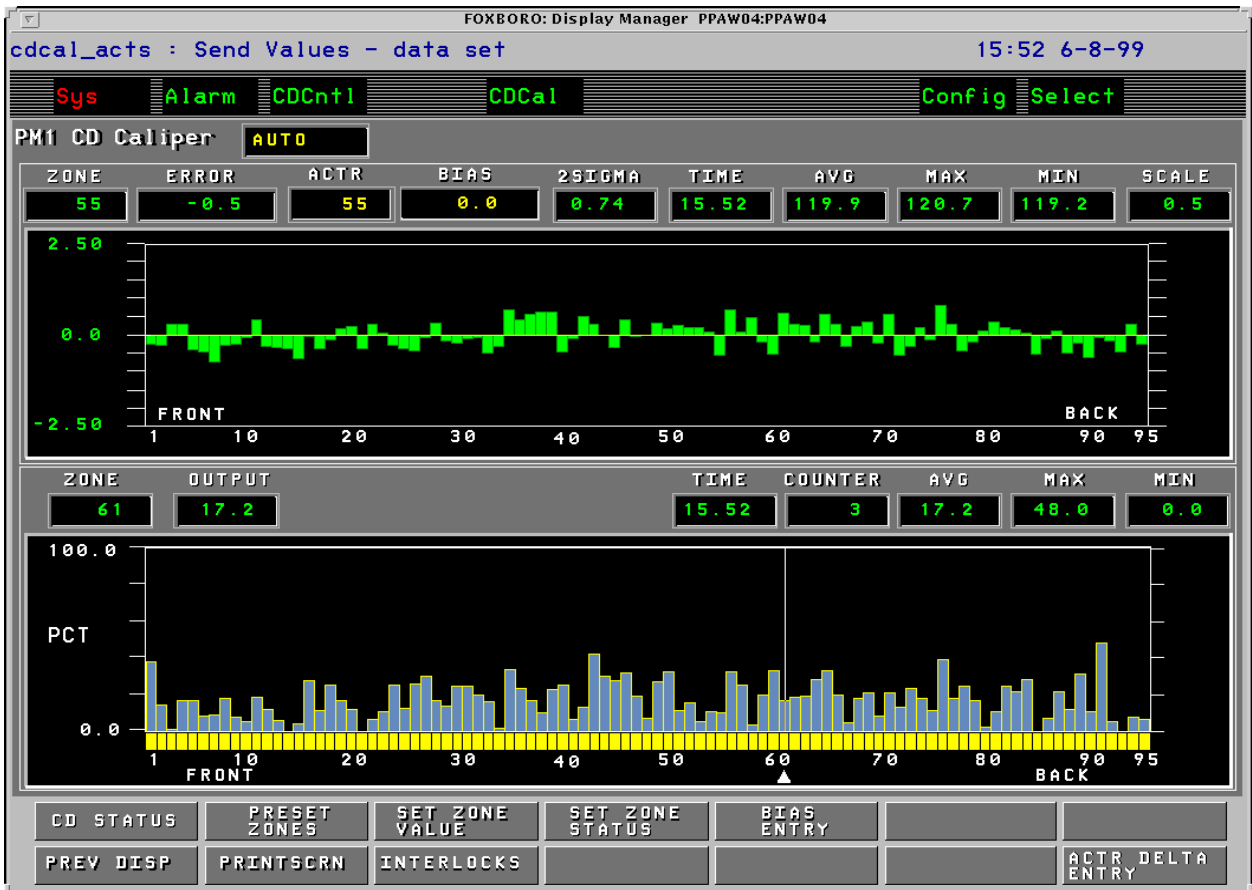 FOXBORO: Display Manager PPAW04:PPAW04
cdcal_acts : Send Values - data set 15:52 6-8-99
Sys Alarm CDCntl CDCal Config Select
PM1 CD Caliper AUTO
ZONE ERROR ACTR BIAS 2SIGMA TIME AVG MAX MIN SCALE
55 -0.5 55 0.0 0.74 15.52 119.9 120.7 119.2 0.5
2.50
0.0
-2.50
FRONT BACK
1 10 20 30 40 50 60 70 80 90 95
ZONE OUTPUT TIME COUNTER AVG MAX MIN
61 17.2 15.52 3 17.2 48.0 0.0
100.0
PCT
0.0
1 10 20 30 40 50 60 70 80 90 95
FRONT BACK
CD STATUS PRESET ZONES SET ZONE VALUE SET ZONE STATUS BIAS ENTRY
PREV DISP PRINTSCRN INTERLOCKS ACTR DELTA ENTRY